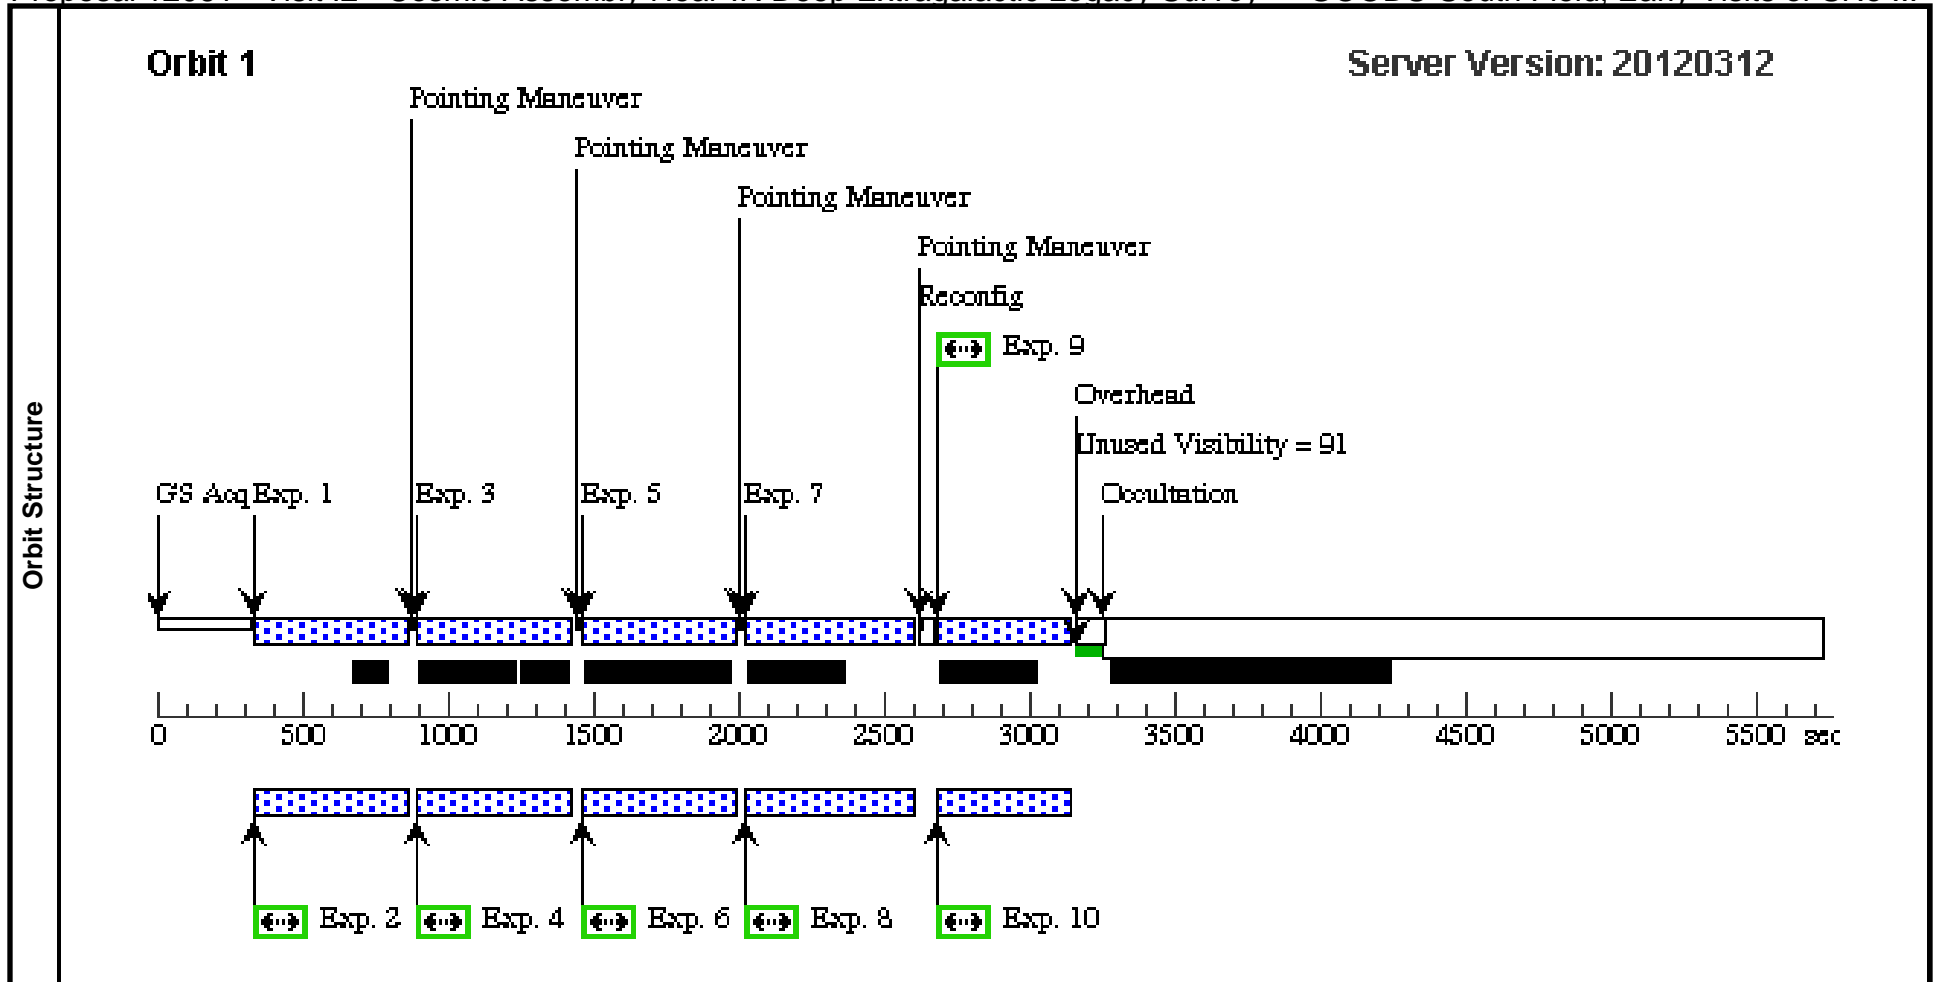 Orbit 1
Server Version: 20120312
Pointing Maneuver
Pointing Maneuver
Pointing Maneuver
Pointing Maneuver
Reconfig
Exp. 9
Overhead
Unused Visibility = 91
GS Acq Exp. 1 Exp. 3 Exp. 5 Exp. 7 Occultation
Orbit Structure
0 500 1000 1500 2000 2500 3000 3500 4000 4500 5000 5500 sec
Exp. 2 Exp. 4 Exp. 6 Exp. 8 Exp. 10